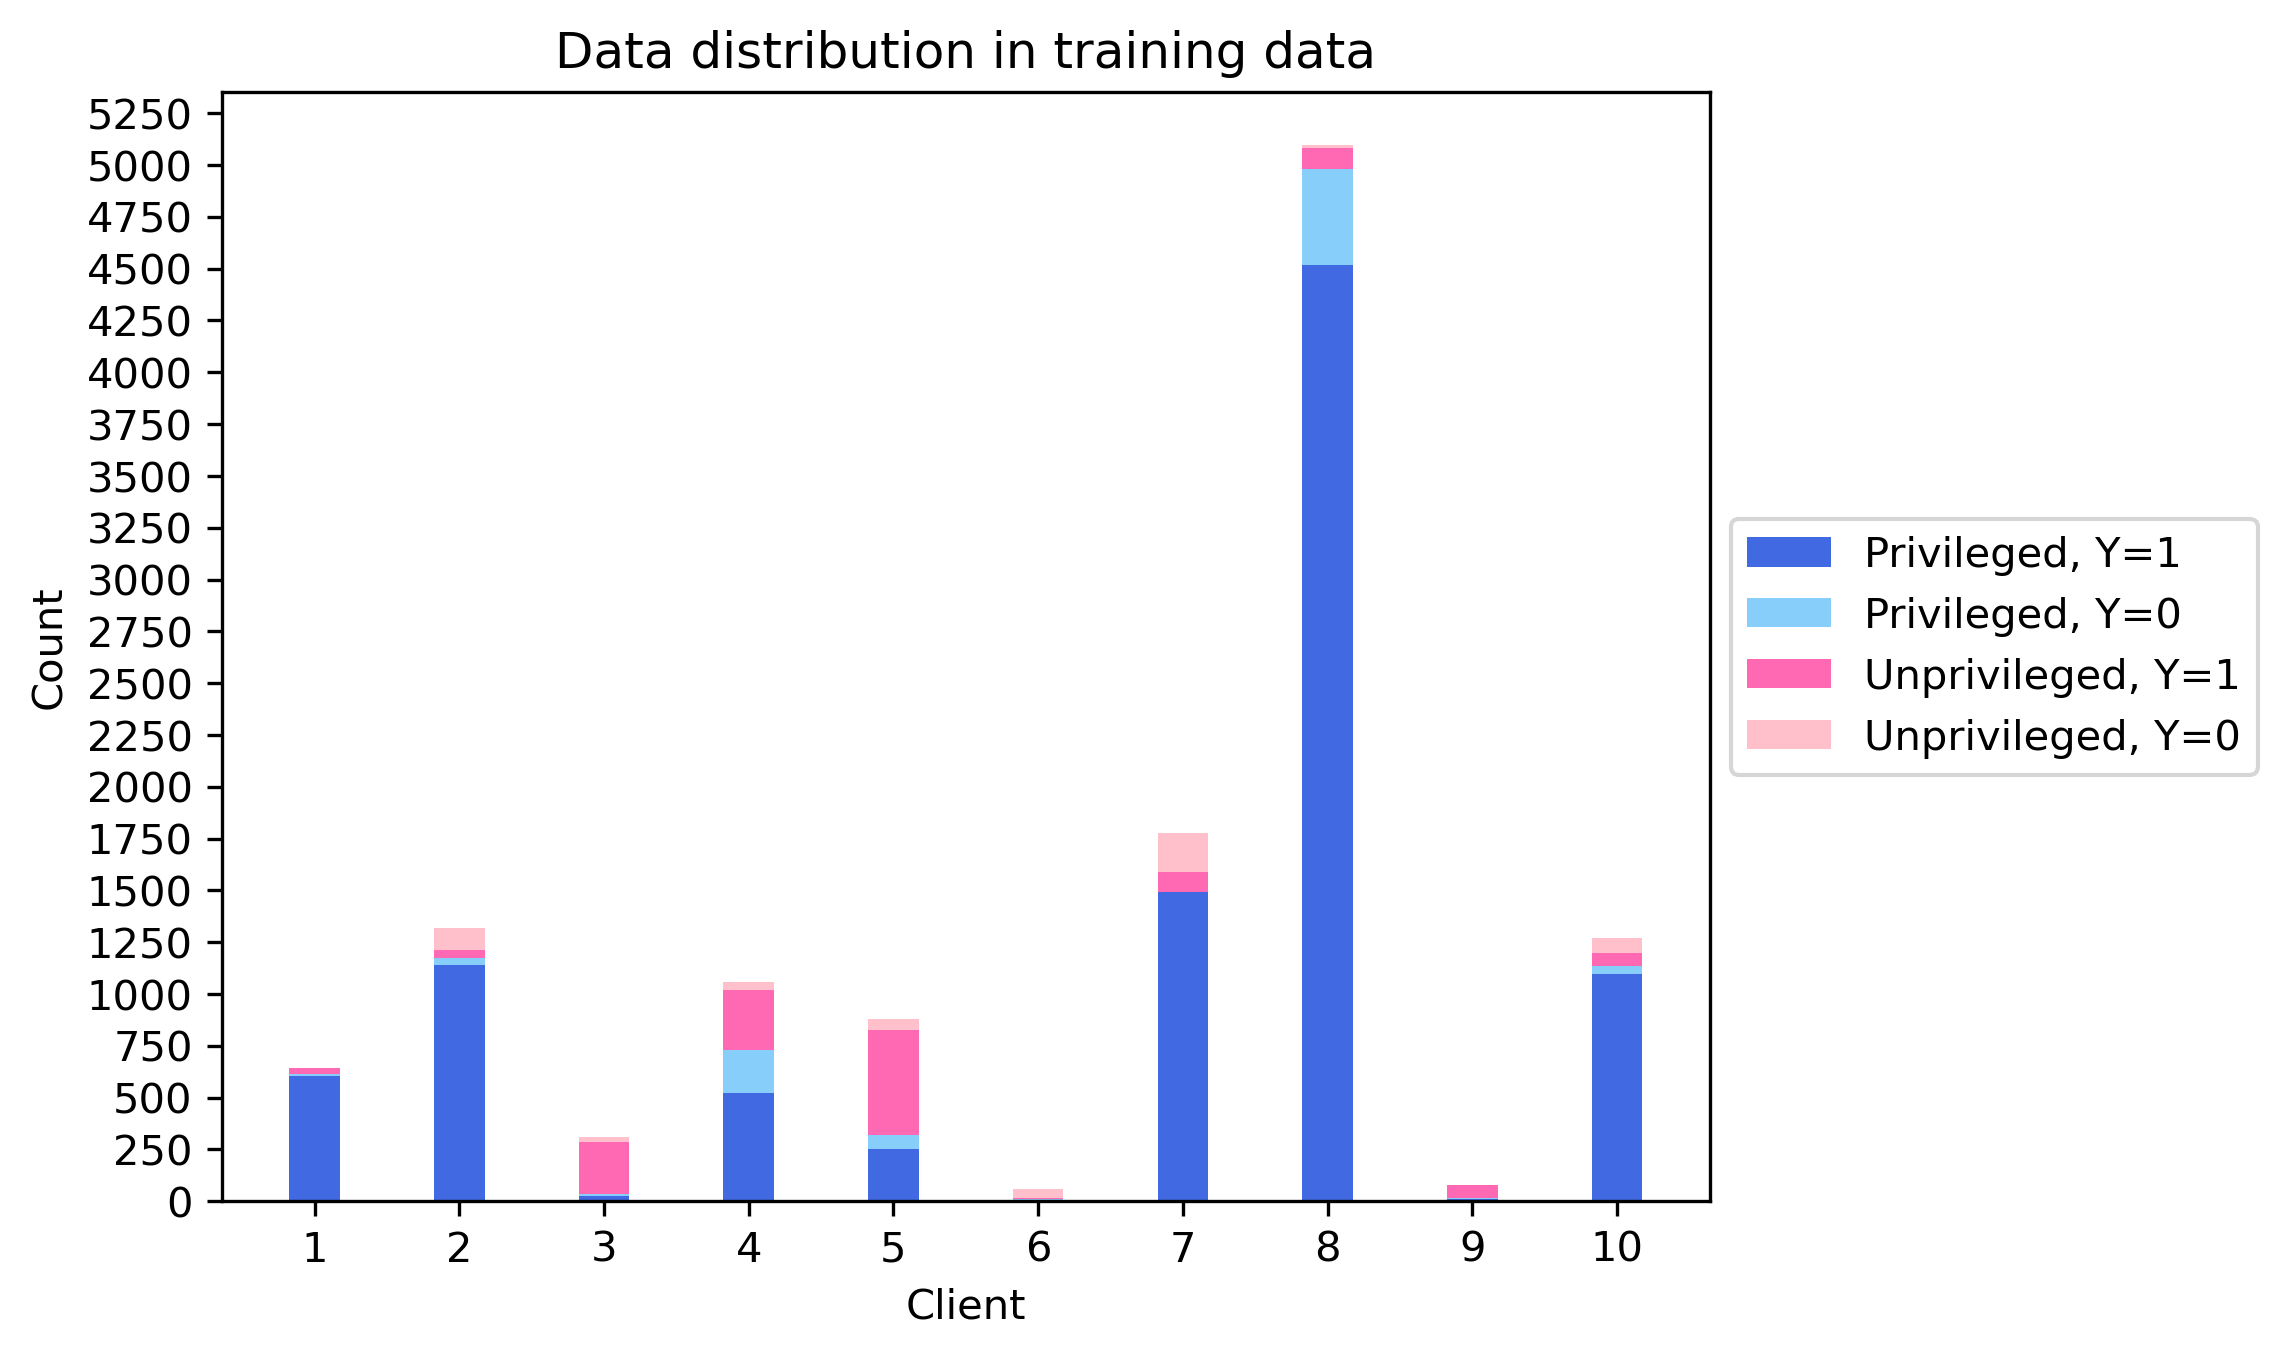 Data distribution in training data
5250
5000
4750
4500
4250
4000
3750
3500
3250
3000
2750
2500
2250
2000
1750
1500
1250
1000
750
500
250
0
Count
1 2 3 4 5 6 7 8 9 10
Client
Privileged, Y=1
Privileged, Y=0
Unprivileged, Y=1
Unprivileged, Y=0